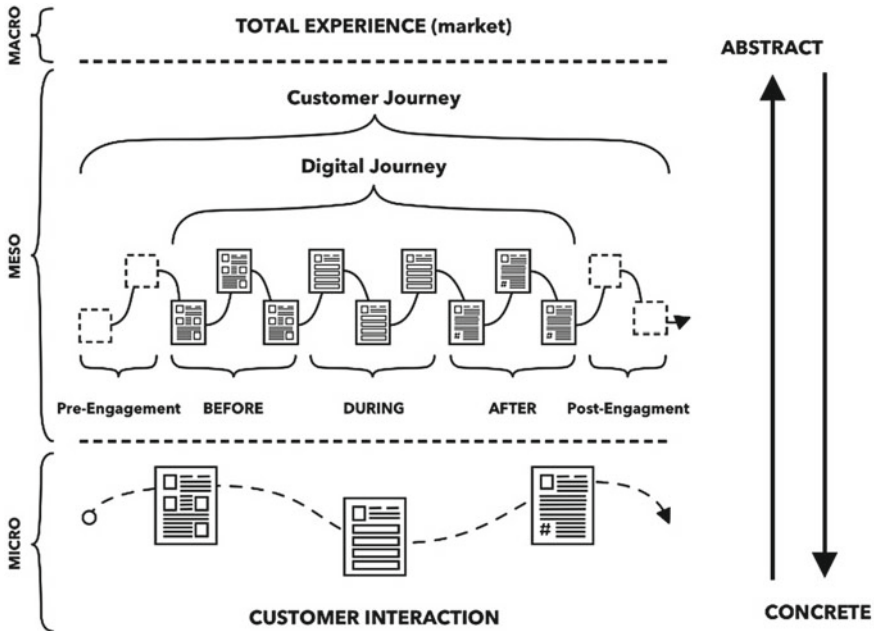 MACRO
TOTAL EXPERIENCE (market)
ABSTRACT
MESO
Customer Journey
Digital Journey
#
#
#
Pre-Engagement
BEFORE
DURING
AFTER
Post-Engagment
MICRO
#
CUSTOMER INTERACTION
CONCRETE